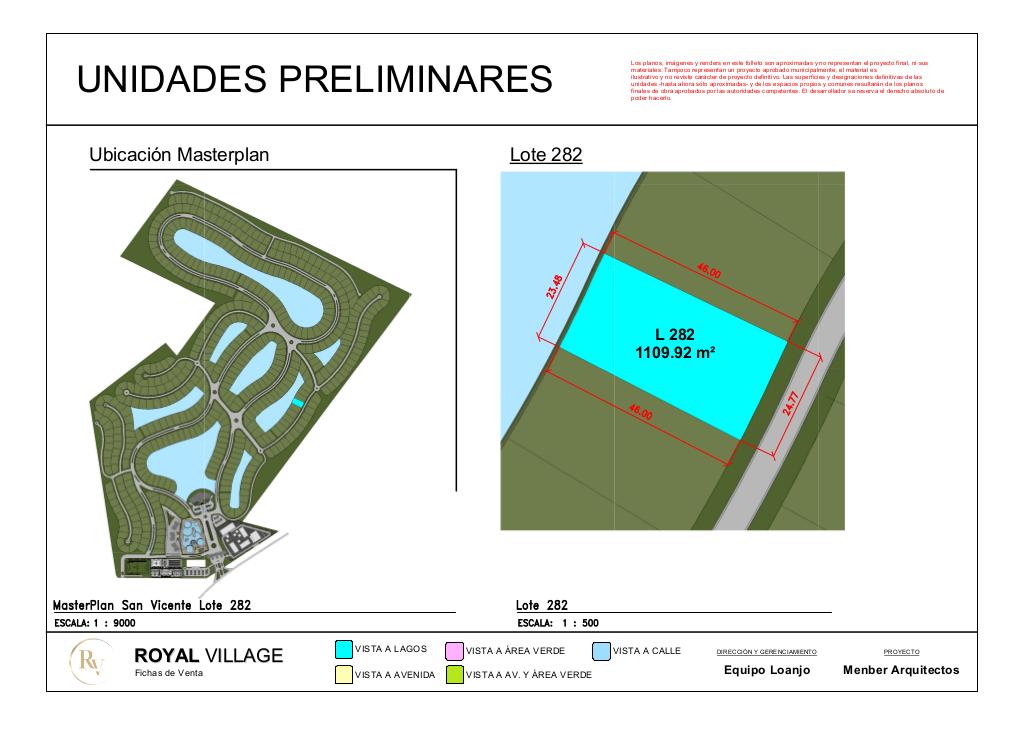 UNIDADES PRELIMINARES
Los planos, imágenes y renders en este folleto son aproximadas y no representan el proyecto final, ni sus
materiales. Tampoco representan un proyecto aprobado municipalmente, el material es
ilustrativo y no reviste carácter de proyecto definitivo. Las superficies y designaciones definitivas de las
unidades -hasta ahora sólo aproximadas- y de los espacios propios y comunes resultarán de los planos
finales de obra aprobados por las autoridades competentes. El desarrollador se reserva el derecho absoluto de
poder hacerlo.
Ubicación Masterplan
Lote 282
46.00
23.48
L 282
1109.92 m²
46.00
24.77
MasterPlan San Vicente Lote 282
ESCALA: 1 : 9000
Lote 282
ESCALA: 1 : 500
RV
ROYAL VILLAGE
Fichas de Venta
VISTA A LAGOS
VISTA A ÁREA VERDE
VISTA A CALLE
VISTA A AVENIDA
VISTA A AV. Y ÁREA VERDE
DIRECCIÓN Y GERENCIAMIENTO
Equipo Loanjo
PROYECTO
Menber Arquitectos